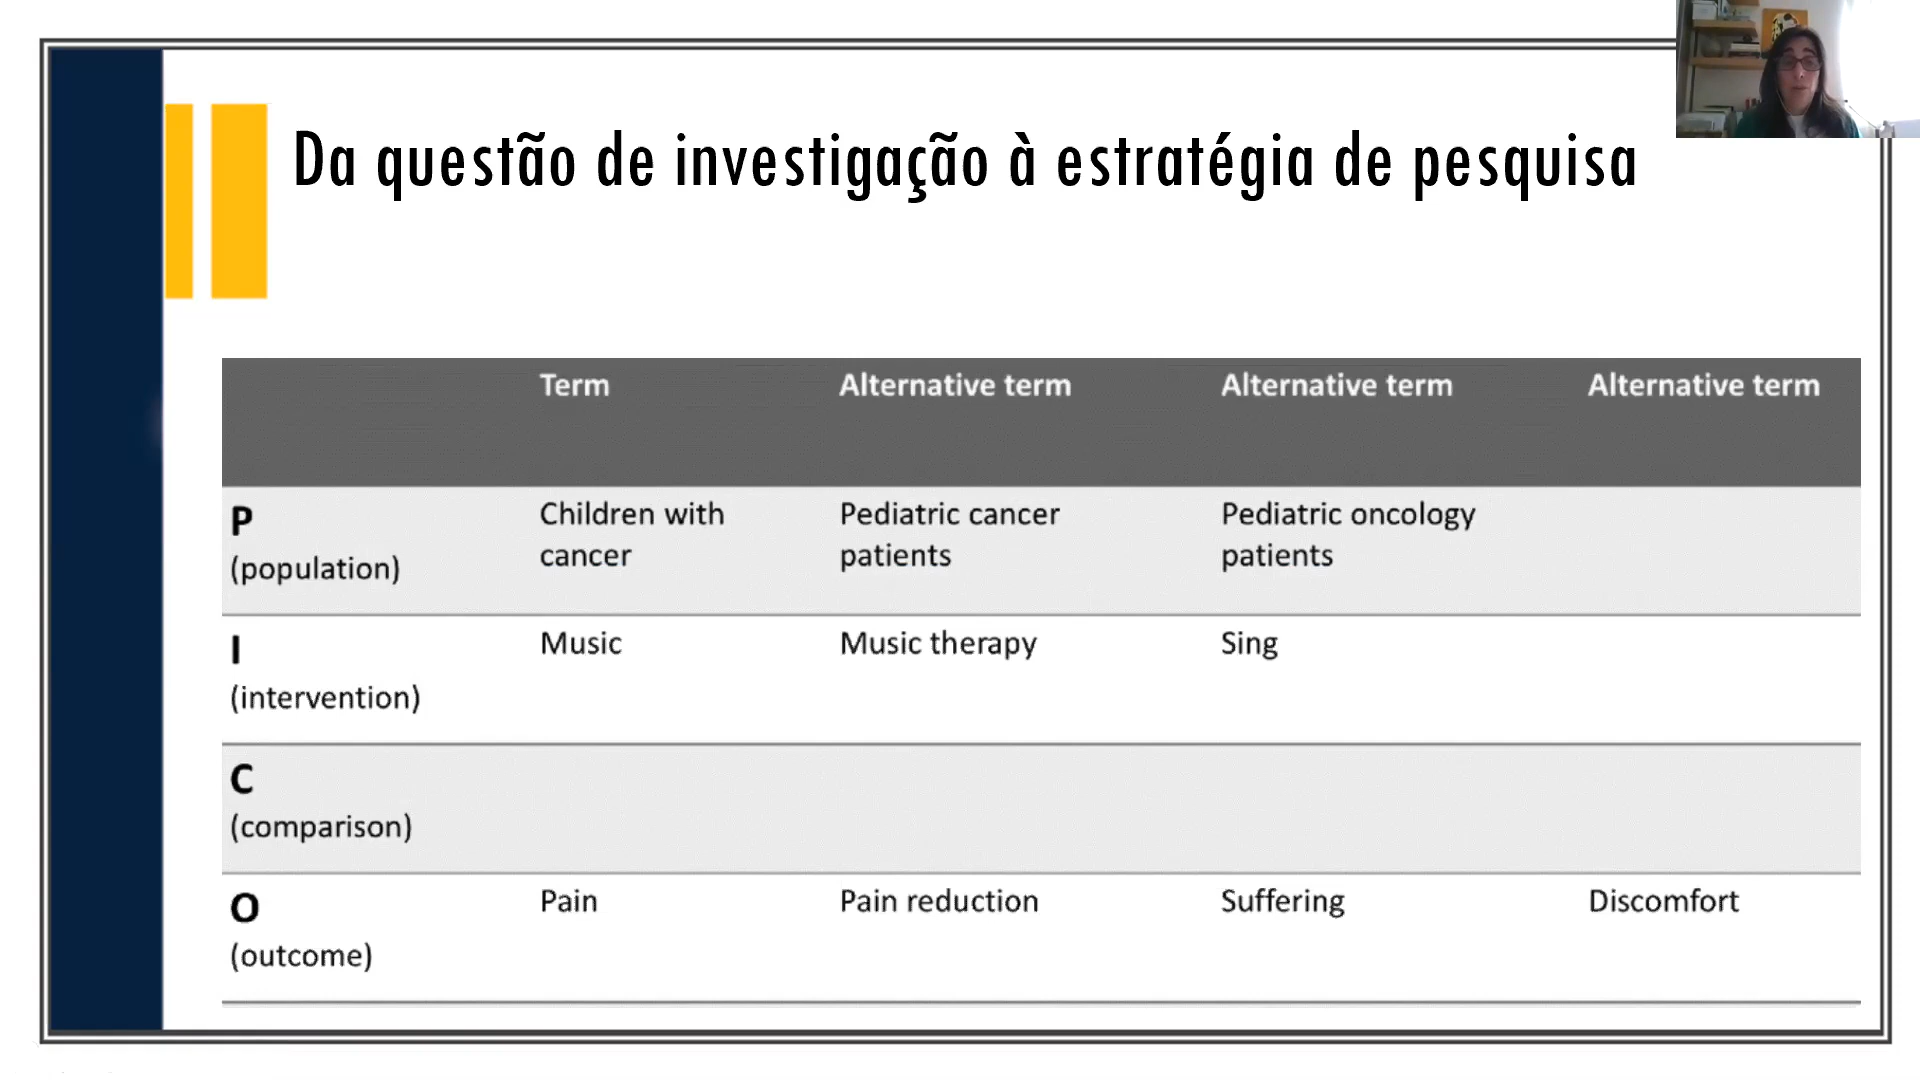 Da questão de investigação à estratégia de pesquisa
Term Alternative term Alternative term Alternative term
P
(population)
Children with
cancer
Pediatric cancer
patients
Pediatric oncology
patients
I
(intervention)
Music
Music therapy
Sing
C
(comparison)
O
(outcome)
Pain
Pain reduction
Suffering
Discomfort